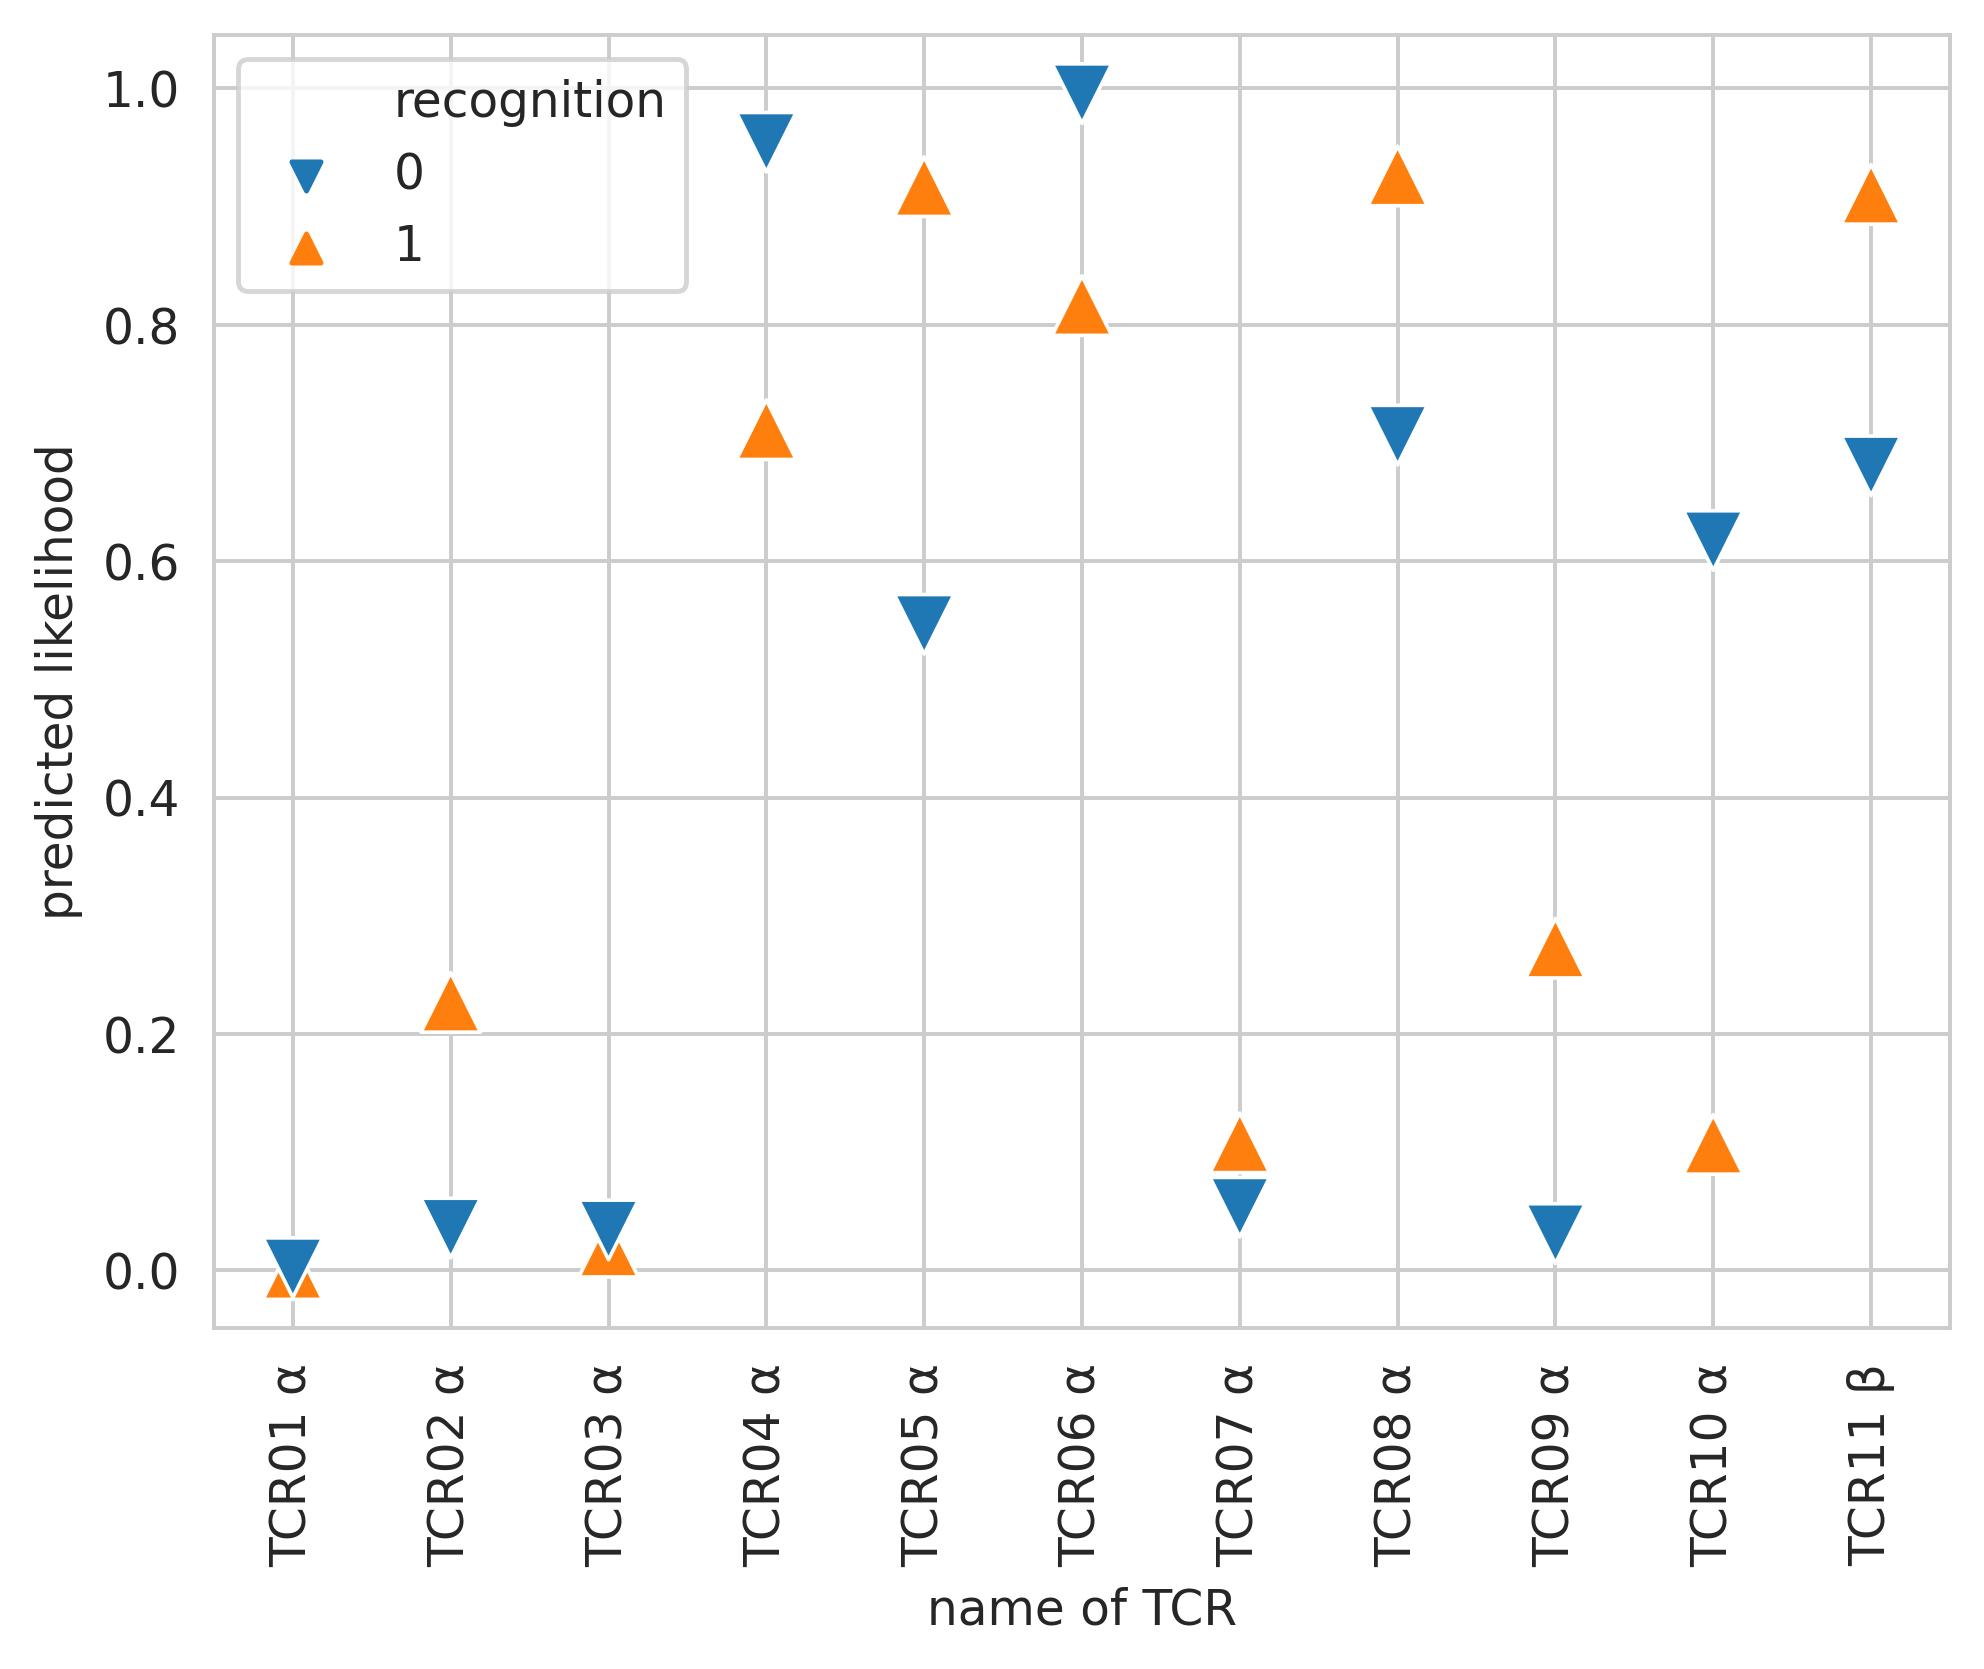 recognition
0
1
1.0
0.8
0.6
0.4
0.2
0.0
predicted likelihood
TCR01 α
TCR02 α
TCR03 α
TCR04 α
TCR05 α
TCR06 α
TCR07 α
TCR08 α
TCR09 α
TCR10 α
TCR11 β
name of TCR